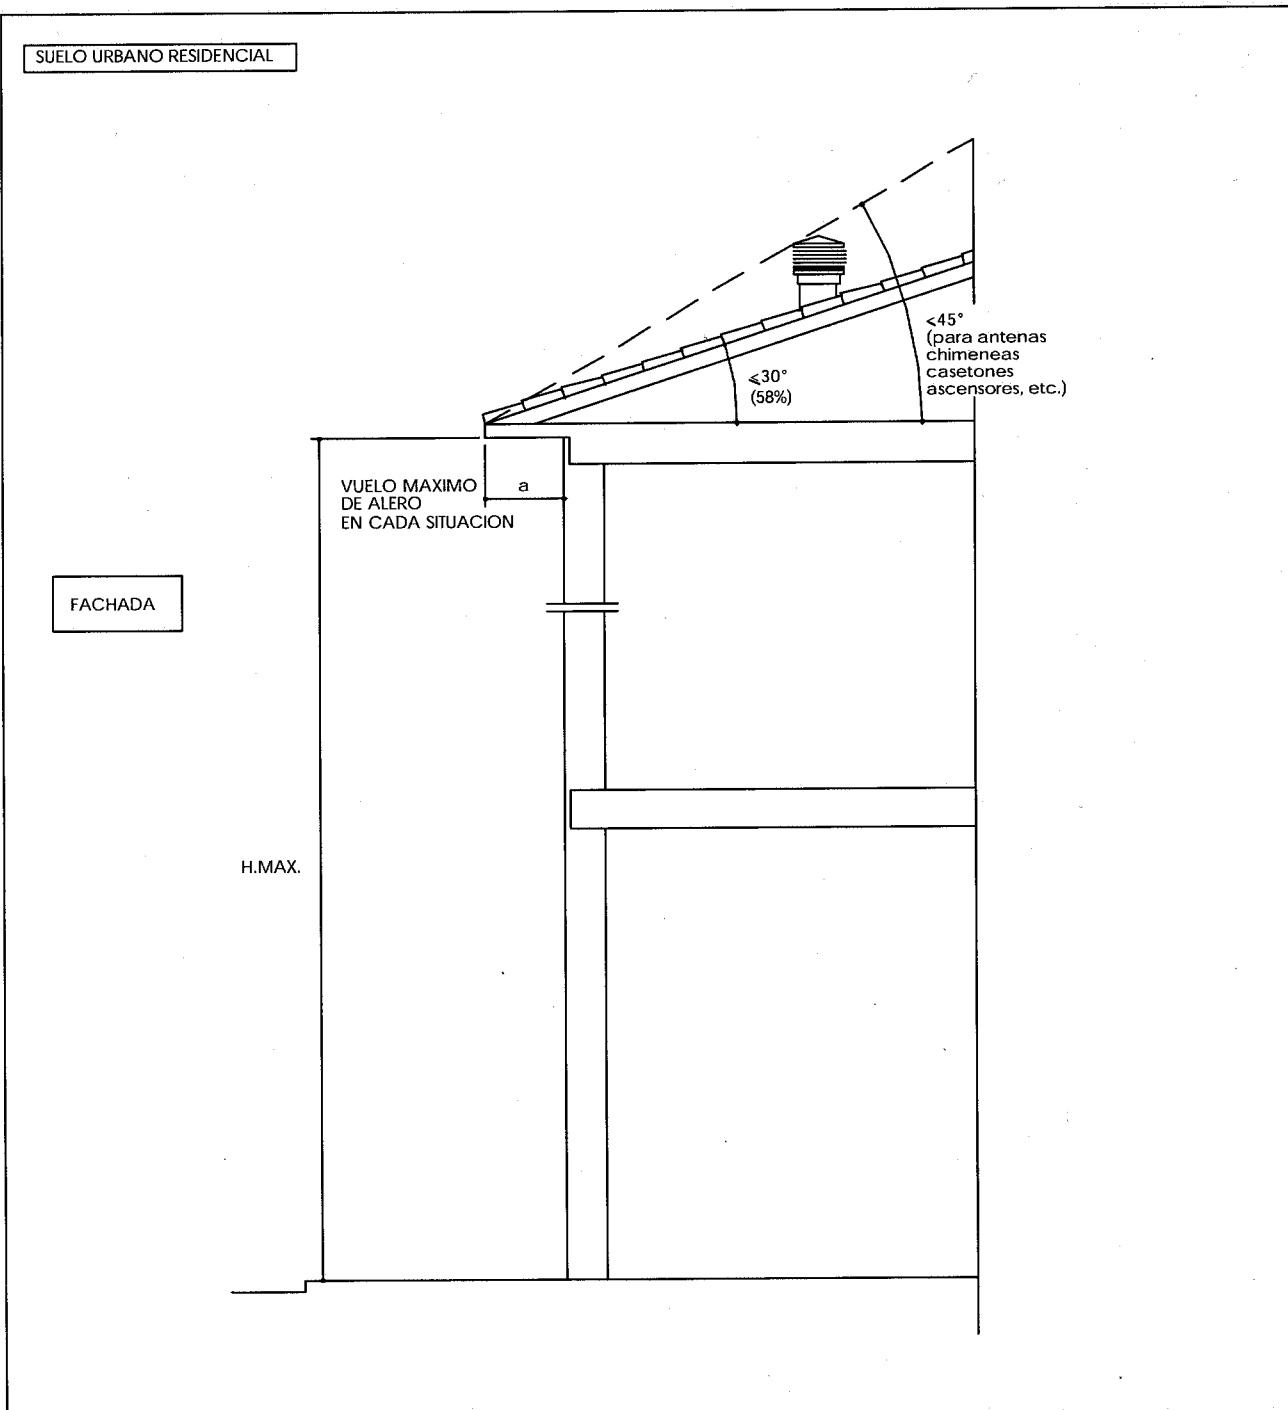 SUELO URBANO RESIDENCIAL
<45°
(para antenas
chimeneas
casetones
ascensores, etc.)
⩽30°
(58%)
VUELO MAXIMO
DE ALERO
EN CADA SITUACION
a
FACHADA
H.MAX.